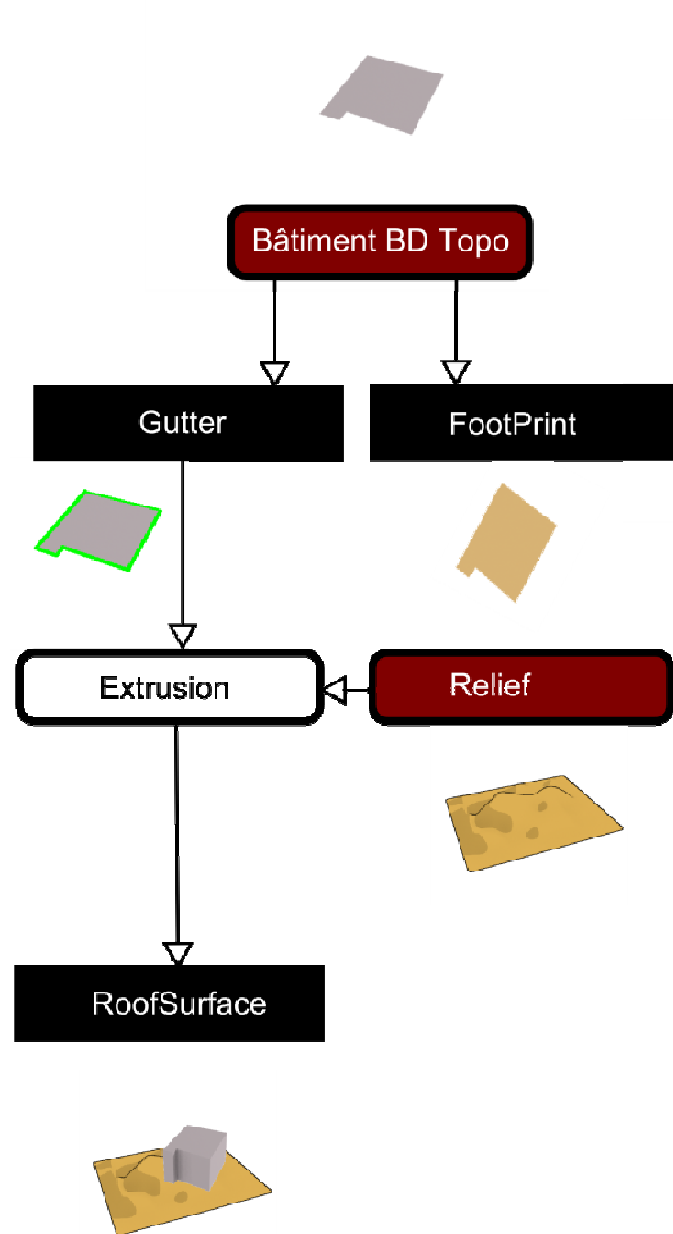 Bâtiment BD Topo
Gutter
FootPrint
Extrusion
Relief
RoofSurface